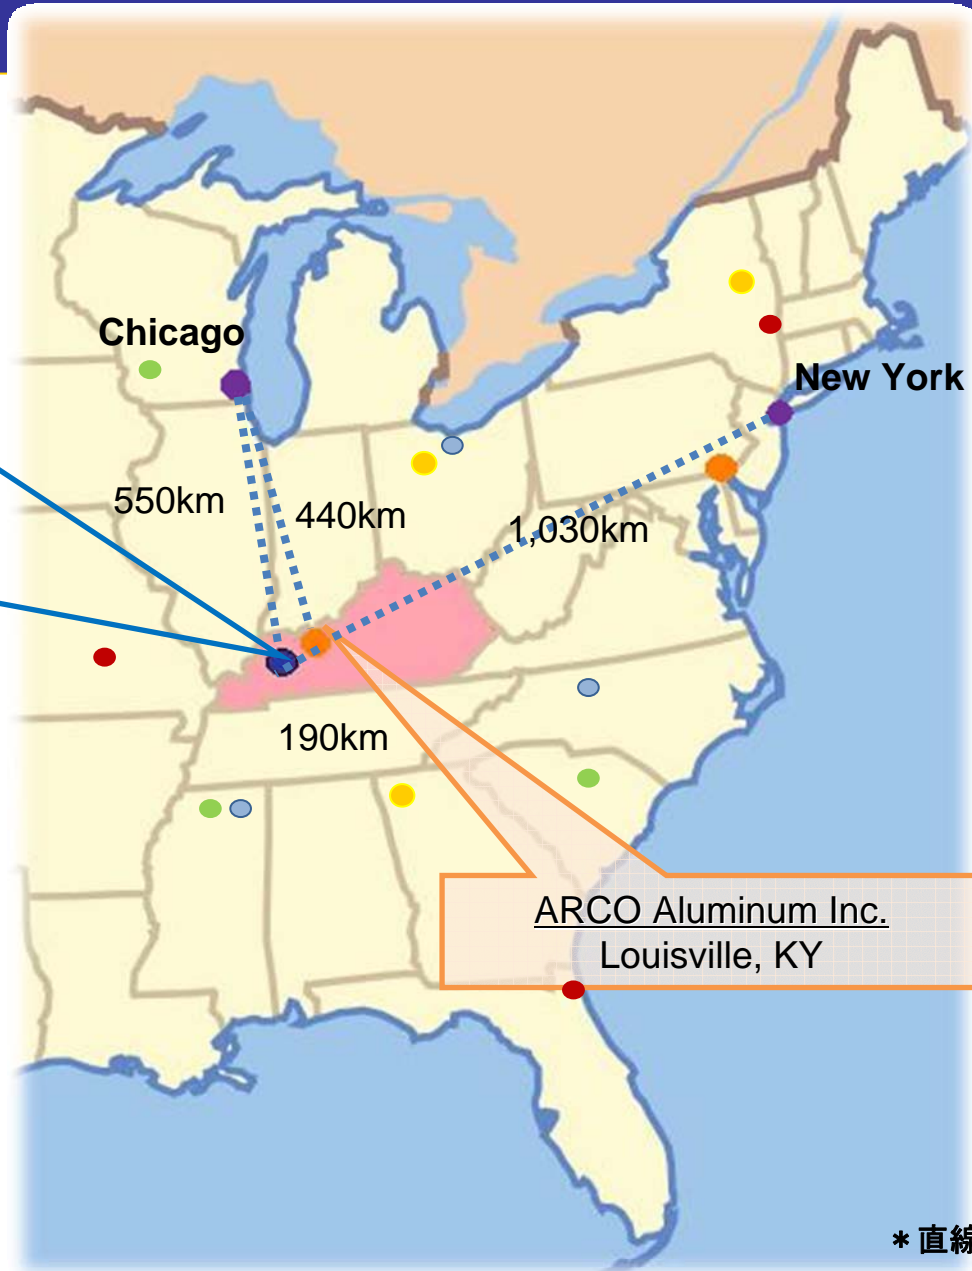 Chicago
New York
550km
440km
1,030km
190km
ARCO Aluminum Inc.
Louisville, KY
＊直線